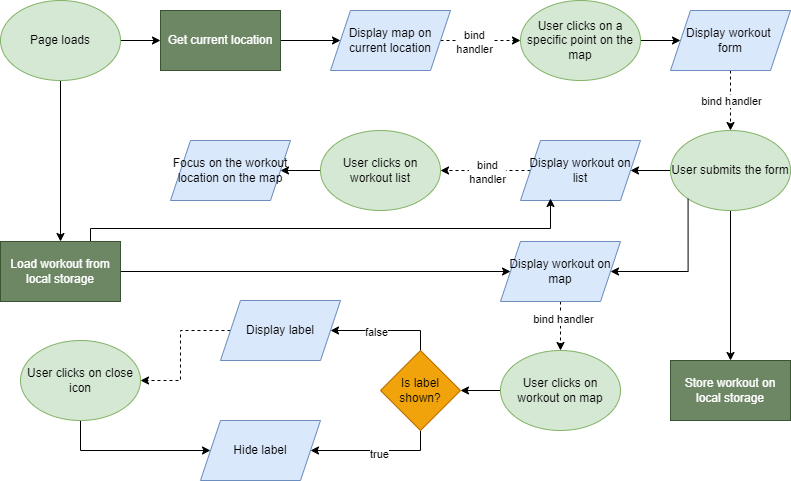 Page loads
Get current location
Display map on
current location
bind
handler
User clicks on a
specific point on the
map
Display workout
form
bind handler
Focus on the workout
location on the map
User clicks on
workout list
bind
handler
Display workout on
list
User submits the form
Load workout from
local storage
Display workout on
map
bind handler
Display label
false
User clicks on close
icon
Is label
shown?
User clicks on
workout on map
Store workout on
local storage
Hide label
true